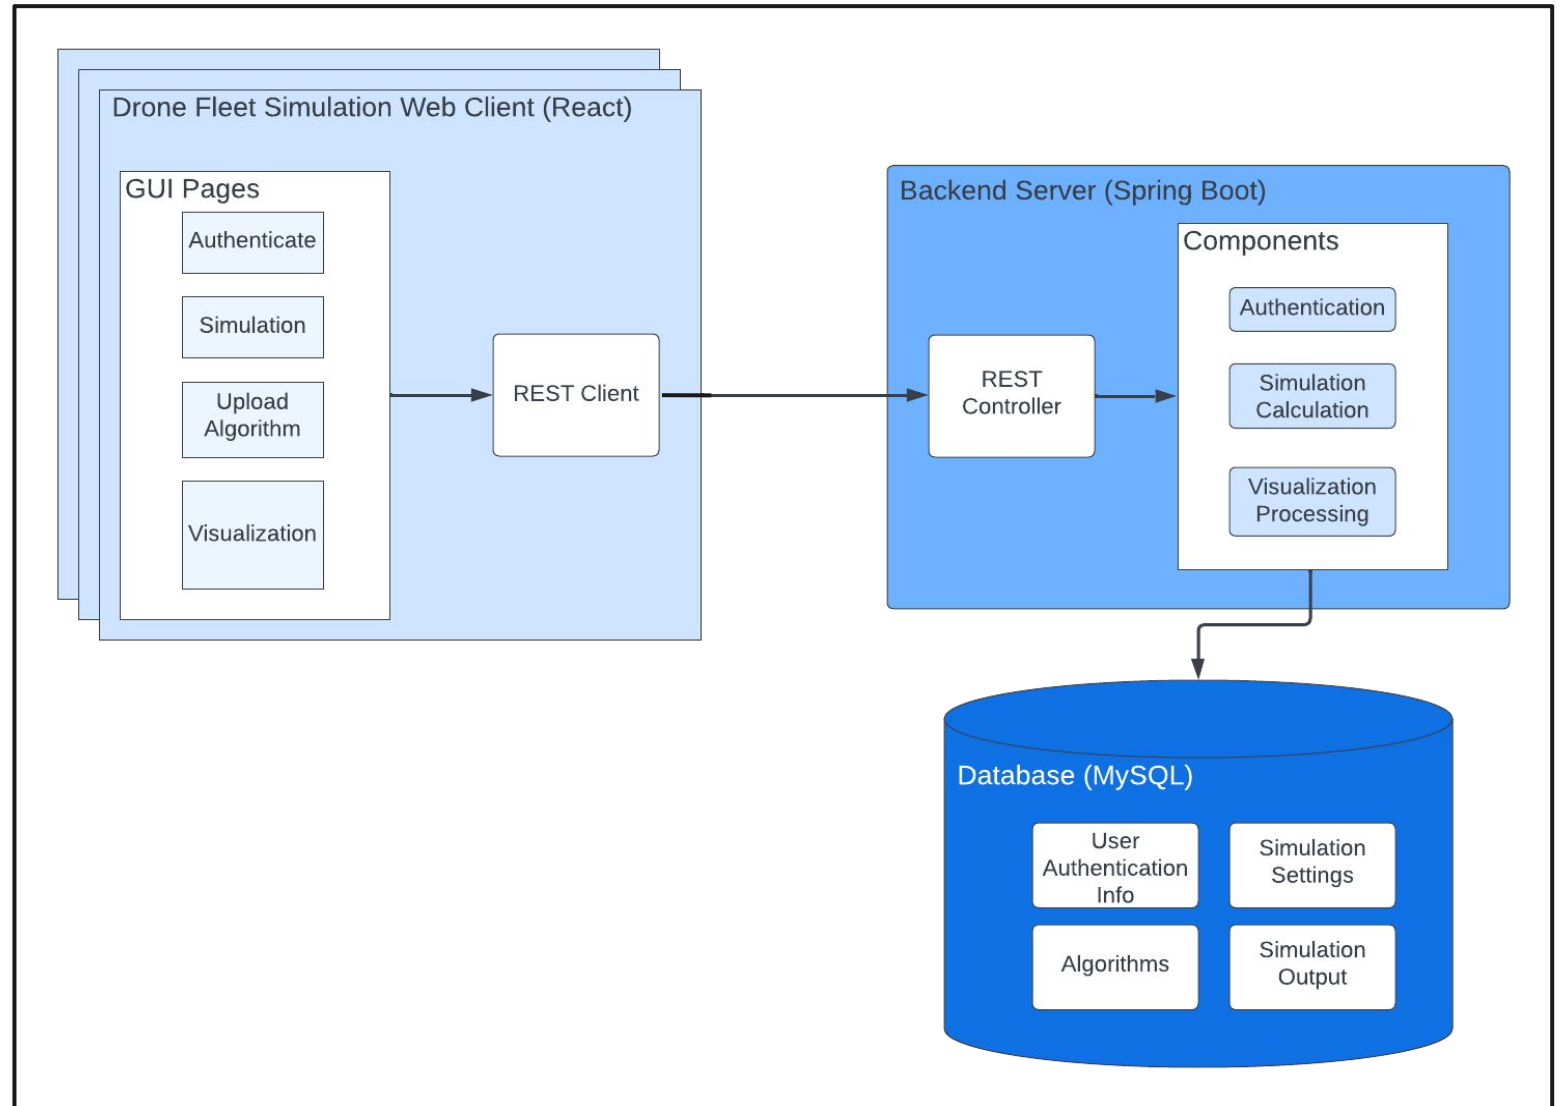 Drone Fleet Simulation Web Client (React)
GUI Pages
Authenticate
Simulation
Upload
Algorithm
Visualization
REST Client
Backend Server (Spring Boot)
REST
Controller
Components
Authentication
Simulation
Calculation
Visualization
Processing
Database (MySQL)
User
Authentication
Info
Simulation
Settings
Algorithms
Simulation
Output